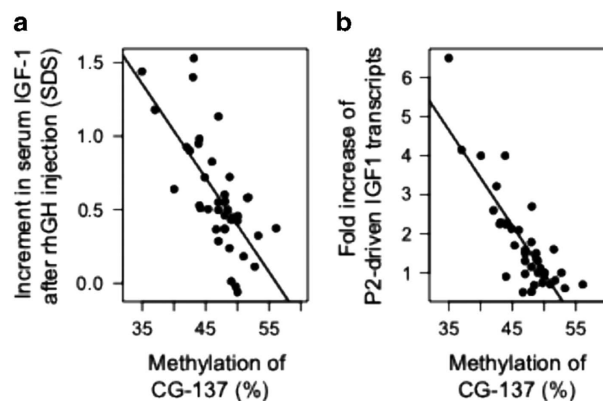 a
Increment in serum IGF-1
after rhGH injection (SDS)
1.5
1.0
0.5
0.0
35
45
55
Methylation of
CG-137 (%)
b
Fold increase of
P2-driven IGF1 transcripts
6
5
4
3
2
1
35
45
55
Methylation of
CG-137 (%)